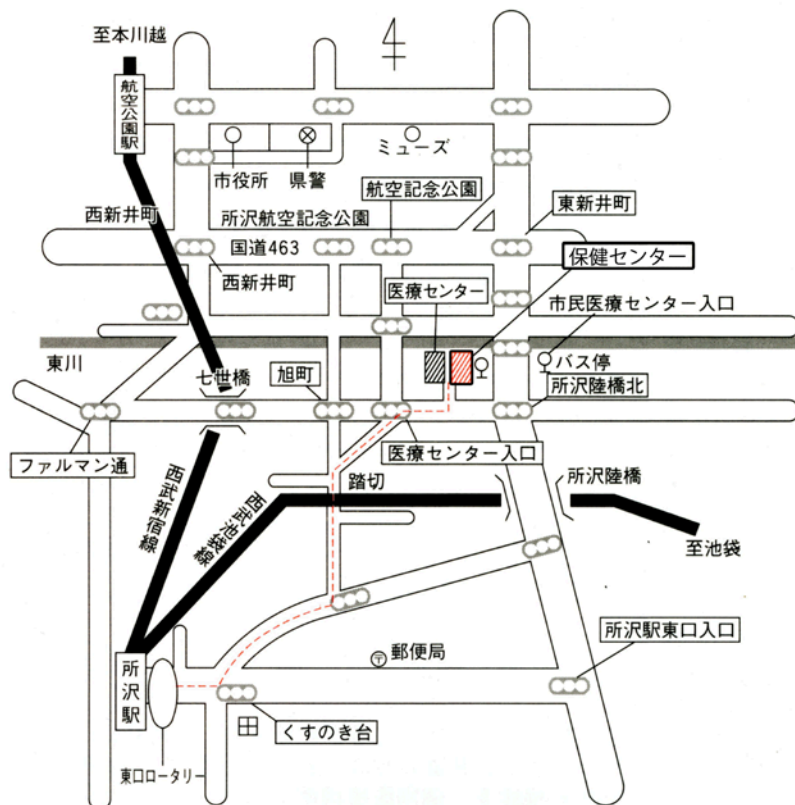 至本川越
航空公園駅
市役所
県警
ミューズ
航空記念公園
西新井町
所沢航空記念公園
東新井町
国道463
保健センター
西新井町
医療センター
市民医療センター入口
東川
七世橋
旭町
バス停
所沢陸橋北
ファルマン通
医療センター入口
西武新宿線
西武池袋線
踏切
所沢陸橋
至池袋
所沢駅東口入口
郵便局
所沢駅
くすのき台
東口ロータリー